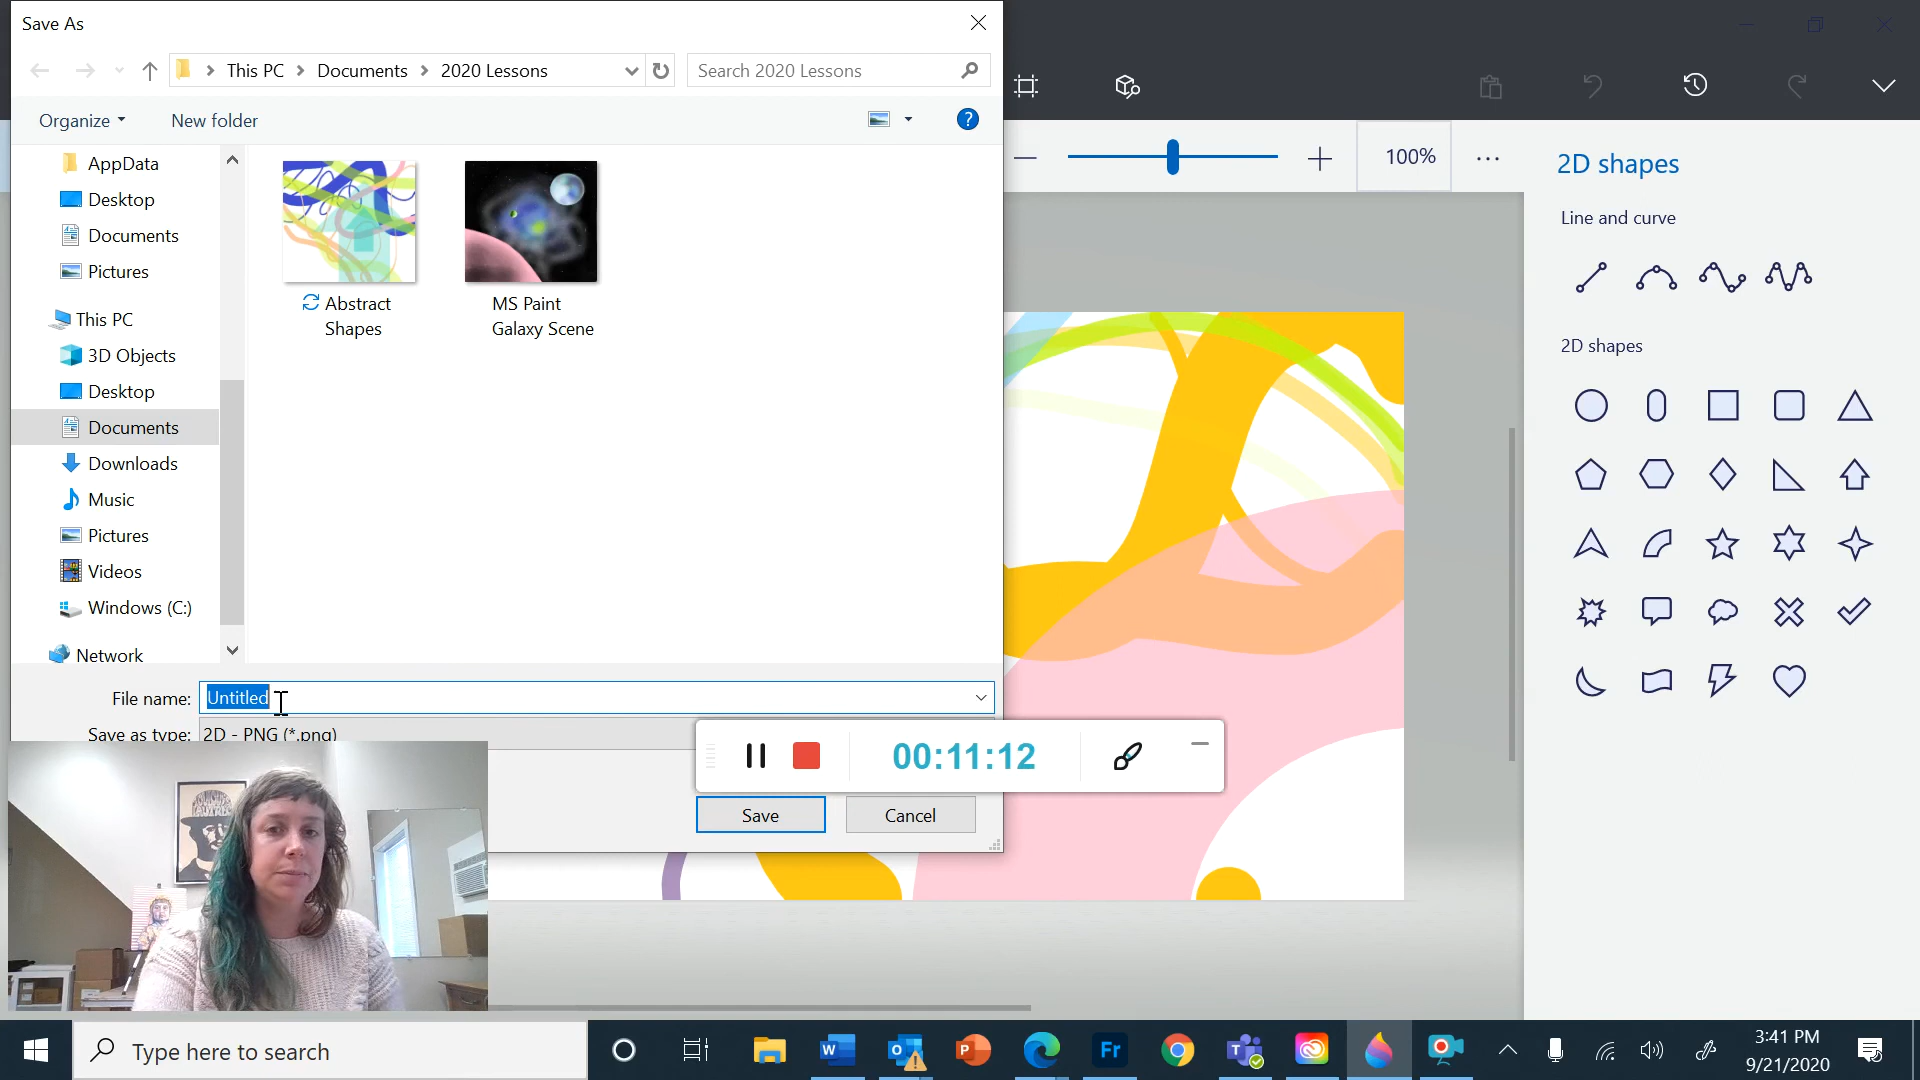 Save As
This PC
Documents
2020 Lessons
Search 2020 Lessons
Organize
New folder
?
AppData
Desktop
Documents
Pictures
This PC
3D Objects
Desktop
Documents
Downloads
Music
Pictures
Videos
Windows (C:)
Network
Abstract
Shapes
MS Paint
Galaxy Scene
File name:
Untitled
Save as type:
2D - PNG (*.png)
00:11:12
Save
Cancel
100%
2D shapes
Line and curve
2D shapes
Type here to search
W
O
P
Fr
T
3:41 PM
9/21/2020